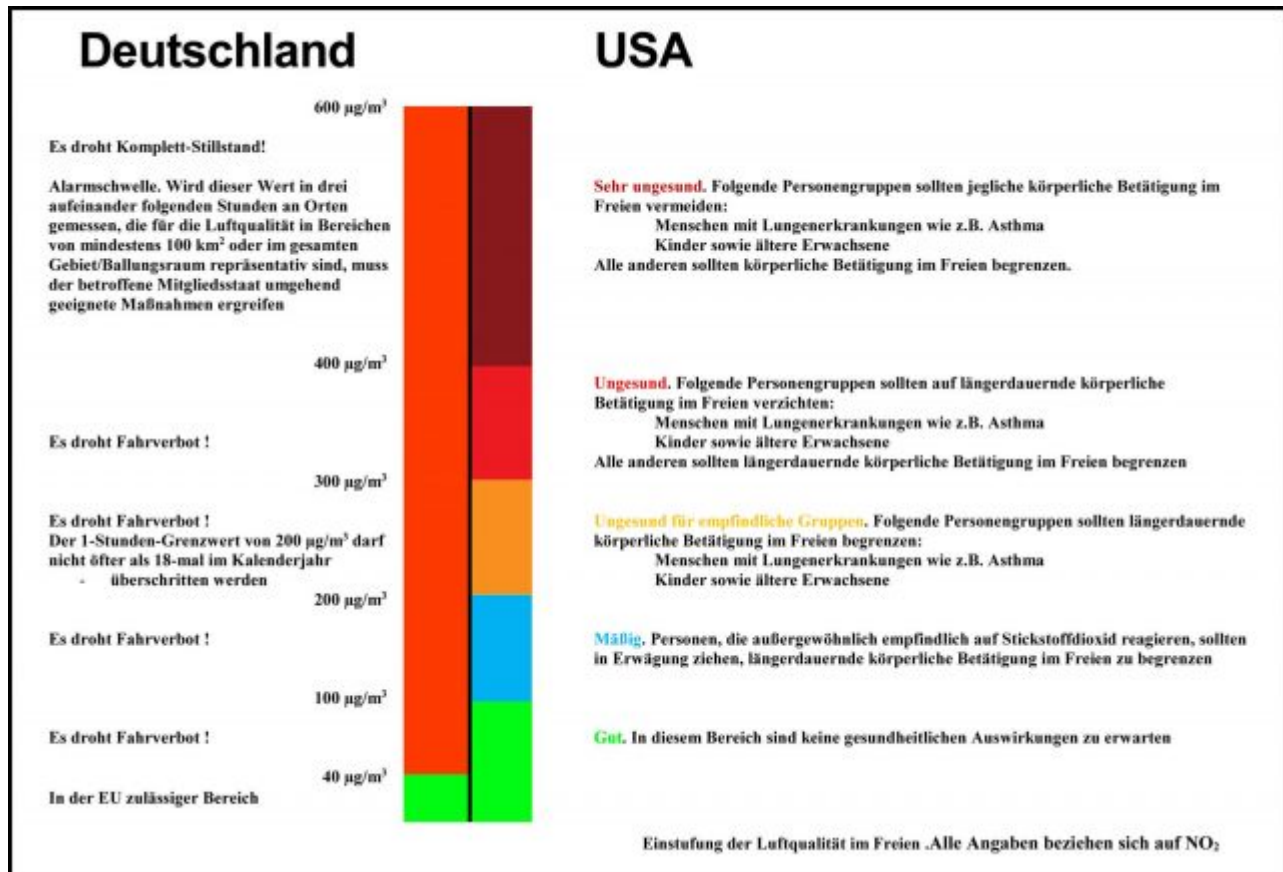 Deutschland
USA
600 µg/m³
Es droht Komplett-Stillstand!
Alarmschwelle. Wird dieser Wert in drei
aufeinander folgenden Stunden an Orten
gemessen, die für die Luftqualität in Bereichen
von mindestens 100 km² oder im gesamten
Gebiet/Ballungsraum repräsentativ sind, muss
der betroffene Mitgliedsstaat umgehend
geeignete Maßnahmen ergreifen
Sehr ungesund. Folgende Personengruppen sollten jegliche körperliche Betätigung im
Freien vermeiden:
Menschen mit Lungenerkrankungen wie z.B. Asthma
Kinder sowie ältere Erwachsene
Alle anderen sollten körperliche Betätigung im Freien begrenzen.
400 µg/m³
Es droht Fahrverbot !
Ungesund. Folgende Personengruppen sollten auf längerdauernde körperliche
Betätigung im Freien verzichten:
Menschen mit Lungenerkrankungen wie z.B. Asthma
Kinder sowie ältere Erwachsene
Alle anderen sollten längerdauernde körperliche Betätigung im Freien begrenzen
300 µg/m³
Es droht Fahrverbot !
Der 1-Stunden-Grenzwert von 200 µg/m³ darf
nicht öfter als 18-mal im Kalenderjahr
- überschritten werden
Ungesund für empfindliche Gruppen. Folgende Personengruppen sollten längerdauernde
körperliche Betätigung im Freien begrenzen:
Menschen mit Lungenerkrankungen wie z.B. Asthma
Kinder sowie ältere Erwachsene
200 µg/m³
Es droht Fahrverbot !
Mäßig. Personen, die außergewöhnlich empfindlich auf Stickstoffdioxid reagieren, sollten
in Erwägung ziehen, längerdauernde körperliche Betätigung im Freien zu begrenzen
100 µg/m³
Es droht Fahrverbot !
Gut. In diesem Bereich sind keine gesundheitlichen Auswirkungen zu erwarten
40 µg/m³
In der EU zulässiger Bereich
Einstufung der Luftqualität im Freien .Alle Angaben beziehen sich auf NO₂